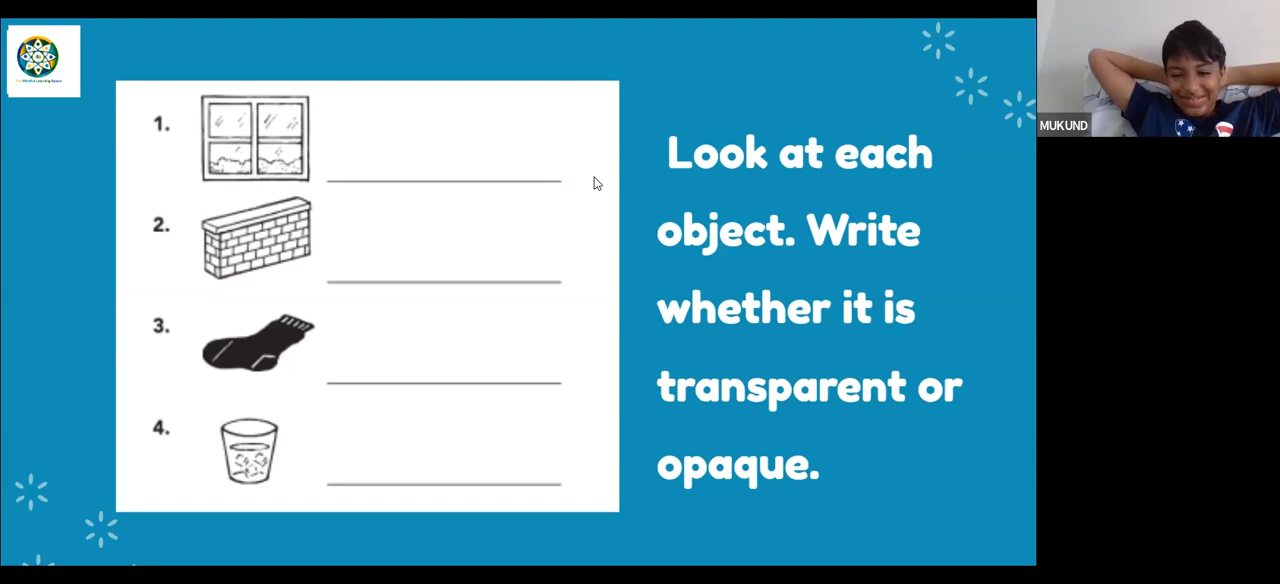 1.
2.
3.
4.
Look at each
object. Write
whether it is
transparent or
opaque.
MUKUND